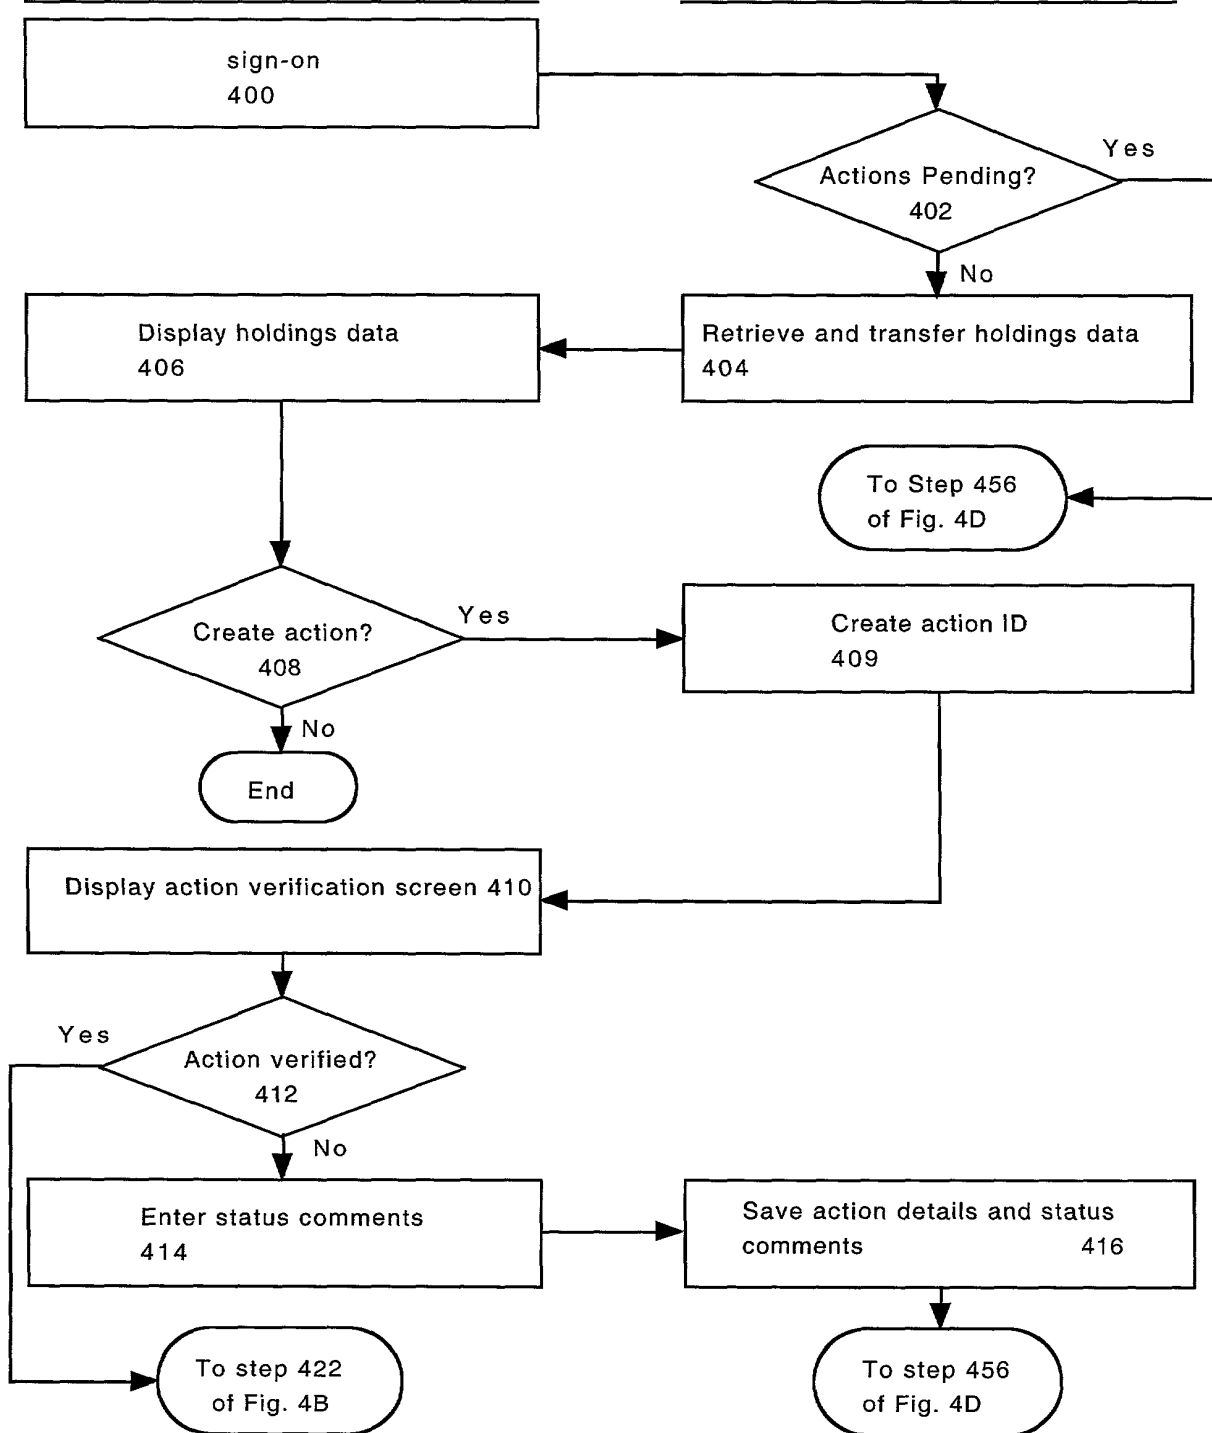 sign-on
400
Yes
Actions Pending?
402
No
Display holdings data
406
Retrieve and transfer holdings data
404
To Step 456
of Fig. 4D
Create action?
408
Yes
Create action ID
409
No
End
Display action verification screen 410
Yes
Action verified?
412
No
Enter status comments
414
Save action details and status
comments 416
To step 422
of Fig. 4B
To step 456
of Fig. 4D